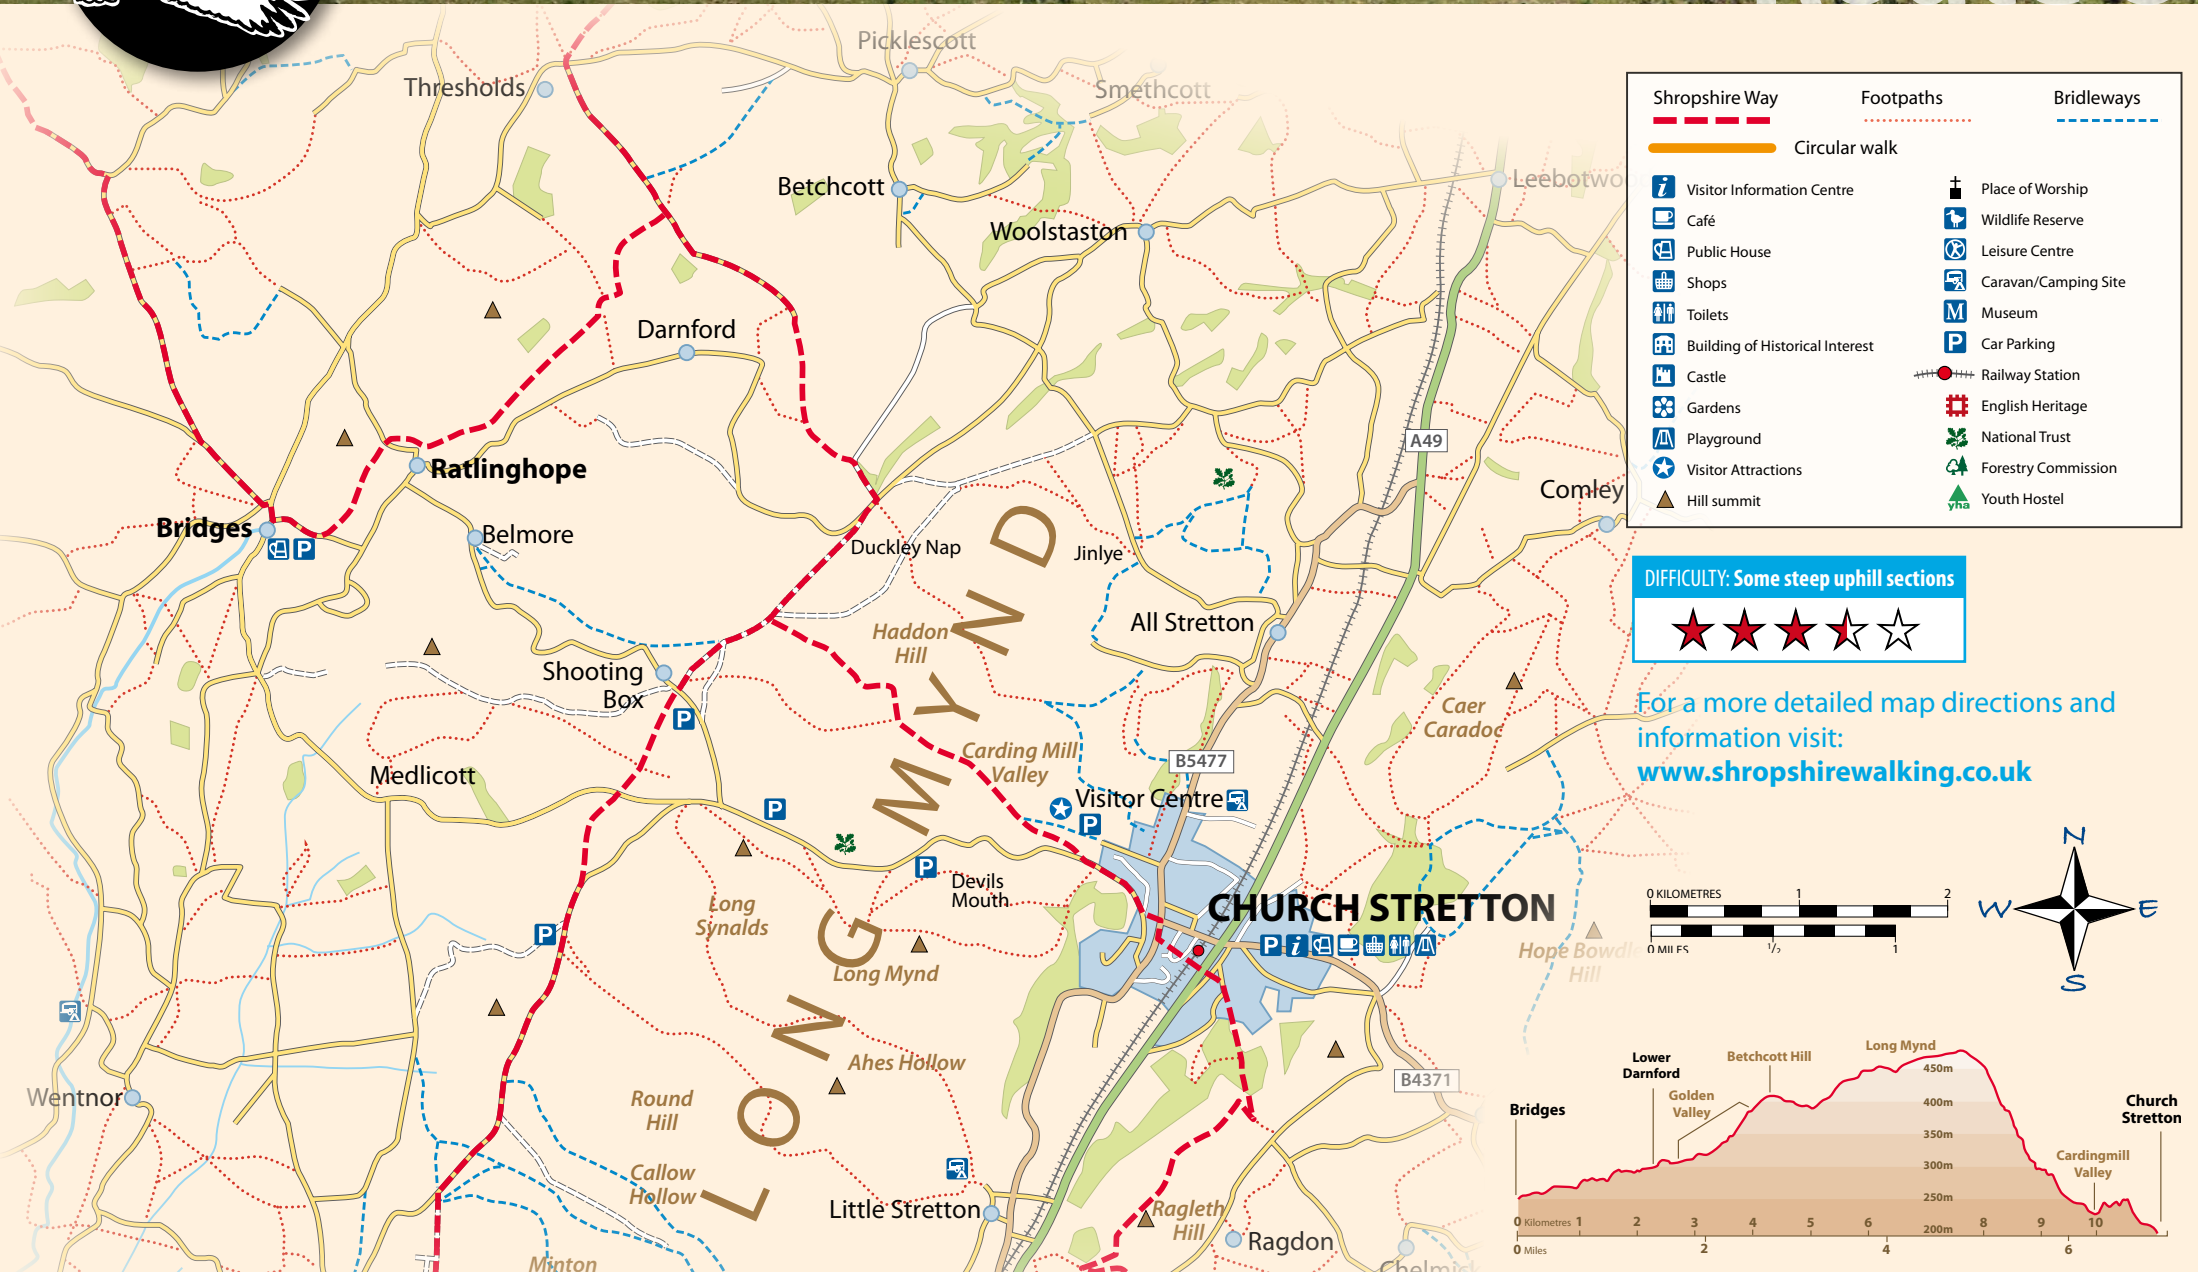 Picklescott
Thresholds
Smethcott
Betchcott
Leebotwo
Woolstaston
Darnford
A49
Ratlinghope
Comley
Bridges
P
Belmore
Duckley Nap
Jinlye
All Stretton
Haddon
Hill
Shooting
Box
P
Caer
Caradoc
Carding Mill
Valley
B5477
Medlicott
Visitor Centre
P
P
P
Devils
Mouth
Long
Synalds
CHURCH STRETTON
P i
P
Hope Bowdle
Hill
Long Mynd
LONG MYND
Ahes Hollow
B4371
Wentnor
Round
Hill
Callow
Hollow
Little Stretton
Ragleth
Hill
Ragdon
Minton
Chelmick
Shropshire Way
Footpaths
Bridleways
Circular walk
i Visitor Information Centre
Café
Public House
Shops
Toilets
Building of Historical Interest
Castle
Gardens
Playground
Visitor Attractions
Hill summit
Place of Worship
Wildlife Reserve
Leisure Centre
Caravan/Camping Site
M Museum
P Car Parking
Railway Station
English Heritage
National Trust
Forestry Commission
yha Youth Hostel
DIFFICULTY: Some steep uphill sections
For a more detailed map directions and
information visit:
www.shropshirewalking.co.uk
N
W E
S
0 KILOMETRES 1 2
0 MILES 1/2 1
Bridges
Lower
Darnford
Golden
Valley
Betchcott Hill
Long Mynd
Cardingmill
Valley
Church
Stretton
450m
400m
350m
300m
250m
200m
0 Kilometres 1 2 3 4 5 6 8 9 10
0 Miles 2 4 6